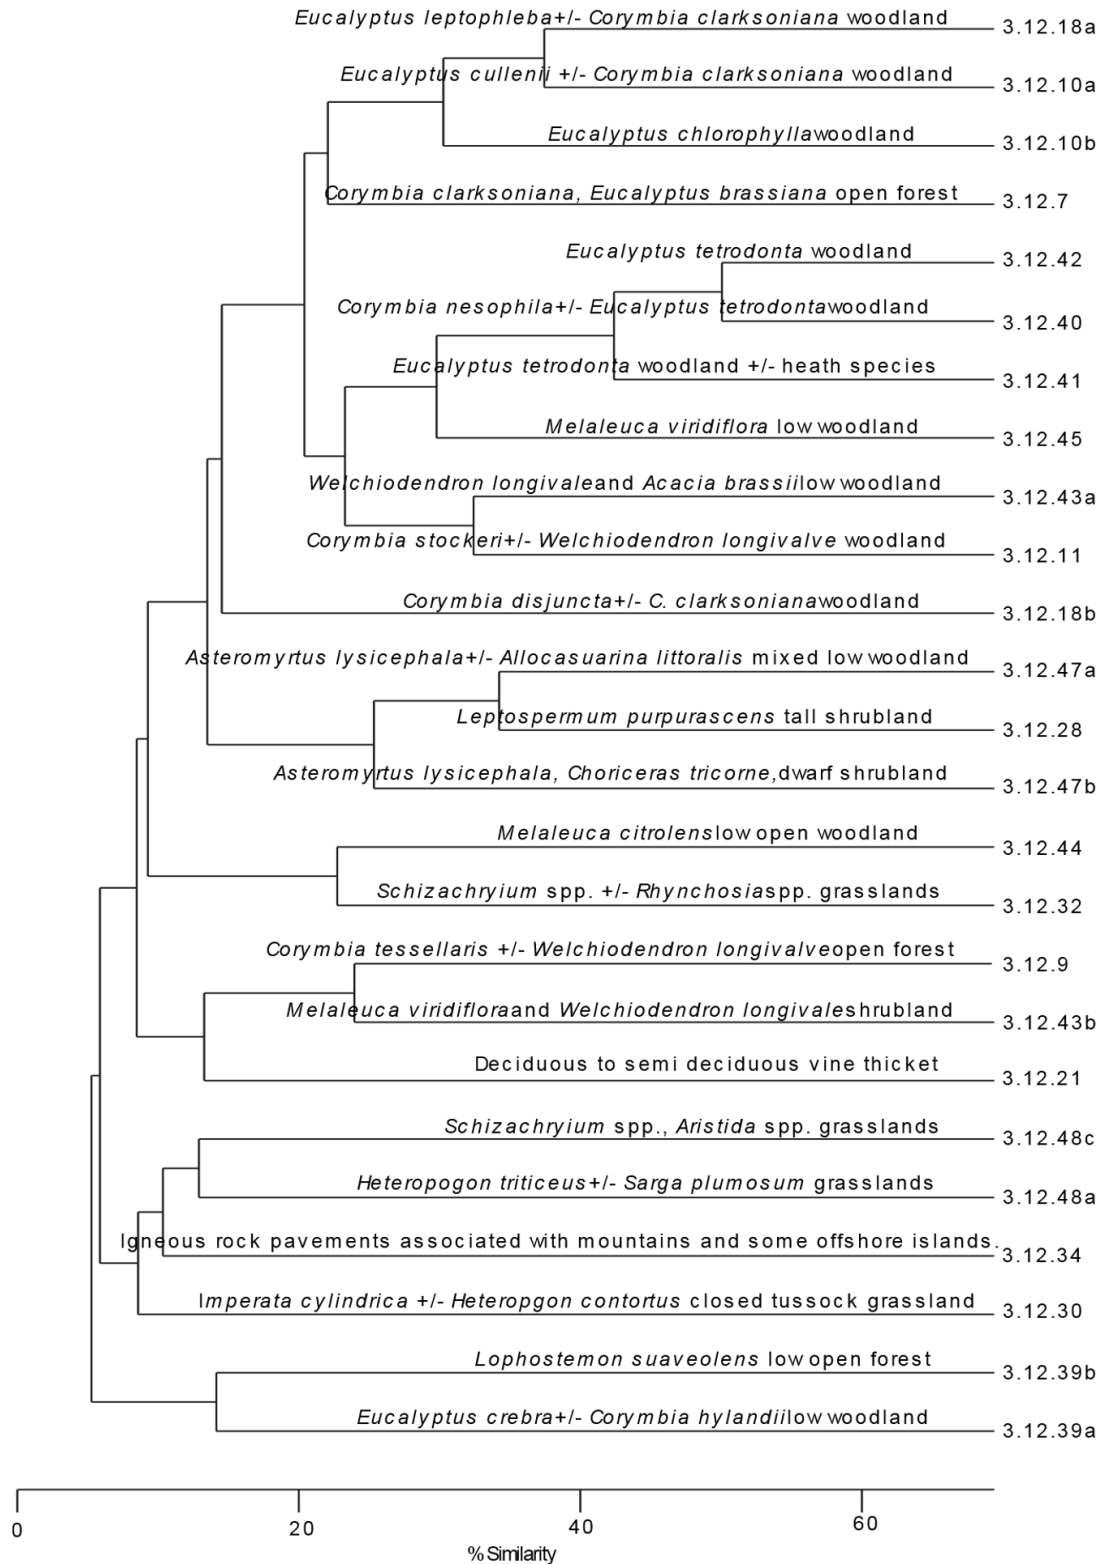 Eucalyptus leptophleba+/- Corymbia clarksoniana woodland 3.12.18a
Eucalyptus cullenii +/- Corymbia clarksoniana woodland 3.12.10a
Eucalyptus chlorophyllawoodland 3.12.10b
Corymbia clarksoniana, Eucalyptus brassiana open forest 3.12.7
Eucalyptus tetrodonta woodland 3.12.42
Corymbia nesophila+/- Eucalyptus tetrodontawoodland 3.12.40
Eucalyptus tetrodonta woodland +/- heath species 3.12.41
Melaleuca viridiflora low woodland 3.12.45
Welchiodendron longivaleand Acacia brassiilow woodland 3.12.43a
Corymbia stockeri+/- Welchiodendron longivalve woodland 3.12.11
Corymbia disjuncta+/- C. clarksonianawoodland 3.12.18b
Asteromyrtus lysicephala+/- Allocasuarina littoralis mixed low woodland 3.12.47a
Leptospermum purpurascens tall shrubland 3.12.28
Asteromyrtus lysicephala, Choriceras tricorne,dwarf shrubland 3.12.47b
Melaleuca citrolenslow open woodland 3.12.44
Schizachryium spp. +/- Rhynchosiaspp. grasslands 3.12.32
Corymbia tessellaris +/- Welchiodendron longivalveopen forest 3.12.9
Melaleuca viridifloraand Welchiodendron longivaleshrubland 3.12.43b
Deciduous to semi deciduous vine thicket 3.12.21
Schizachryium spp., Aristida spp. grasslands 3.12.48c
Heteropogon triticeus+/- Sarga plumosum grasslands 3.12.48a
Igneous rock pavements associated with mountains and some offshore islands. 3.12.34
Imperata cylindrica +/- Heteropgon contortus closed tussock grassland 3.12.30
Lophostemon suaveolens low open forest 3.12.39b
Eucalyptus crebra+/- Corymbia hylandiilow woodland 3.12.39a
0 20 40 60
% Similarity